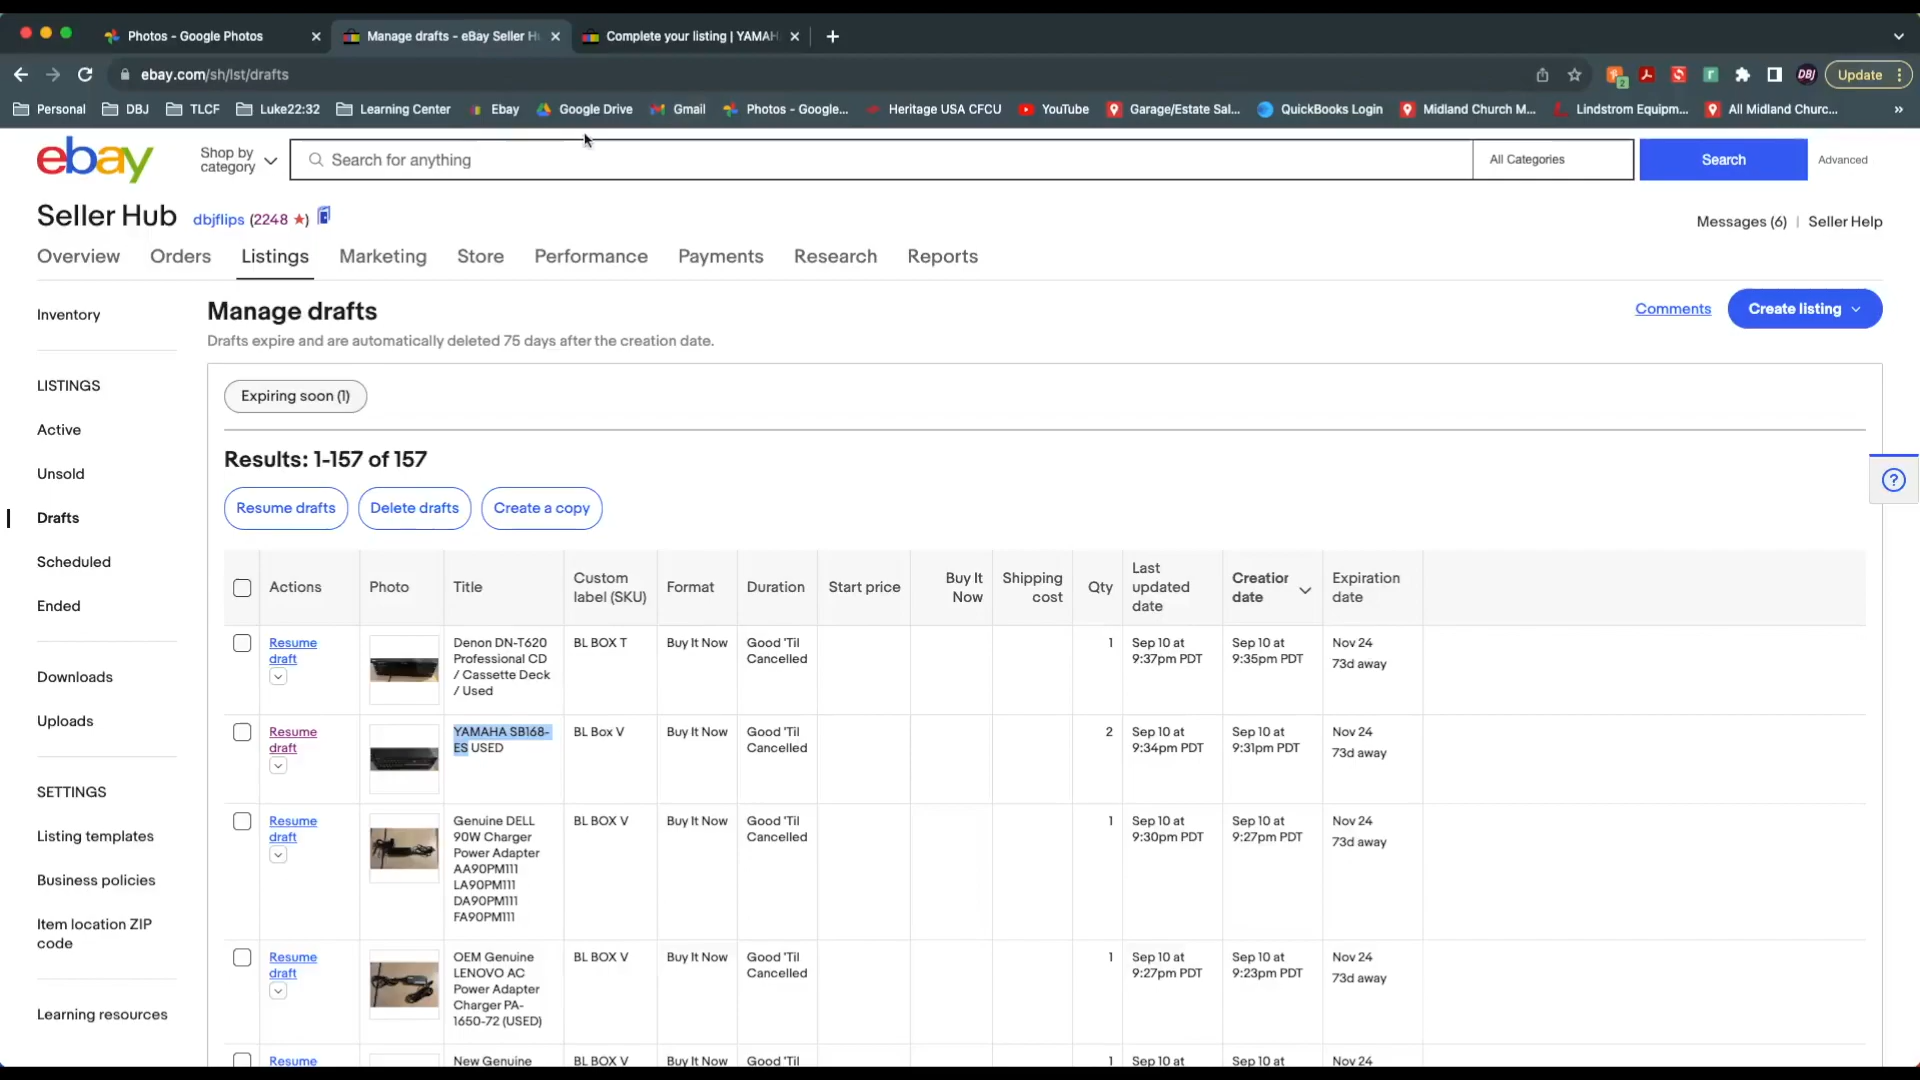 Photos - Google Photos
Manage drafts - eBay Seller H
Complete your listing | YAMAH
ebay.com/sh/lst/drafts
2
DBJ
Update
Personal DBJ TLCF Luke22:32 Learning Center Ebay Google Drive Gmail Photos - Google... Heritage USA CFCU YouTube Garage/Estate Sal... QuickBooks Login Midland Church M... Lindstrom Equipm... All Midland Churc... »
ebay
Shop by
category
Search for anything
All Categories
Search
Advanced
Seller Hub dbjflips (2248 ★)
Messages (6) | Seller Help
Overview Orders Listings Marketing Store Performance Payments Research Reports
Inventory
LISTINGS
Active
Unsold
Drafts
Scheduled
Ended
Downloads
Uploads
SETTINGS
Listing templates
Business policies
Item location ZIP
code
Learning resources
Manage drafts
Comments
Create listing
Drafts expire and are automatically deleted 75 days after the creation date.
Expiring soon (1)
Results: 1-157 of 157
Resume drafts Delete drafts Create a copy
Actions
Photo
Title
Custom
label (SKU)
Format
Duration
Start price
Buy It
Now
Shipping
cost
Qty
Last
updated
date
Creation
date
Expiration
date
Resume
draft
Denon DN-T620
Professional CD
/ Cassette Deck
/ Used
BL BOX T
Buy It Now
Good 'Til
Cancelled
1
Sep 10 at
9:37pm PDT
Sep 10 at
9:35pm PDT
Nov 24
73d away
Resume
draft
YAMAHA SB168-
ES USED
BL Box V
Buy It Now
Good 'Til
Cancelled
2
Sep 10 at
9:34pm PDT
Sep 10 at
9:31pm PDT
Nov 24
73d away
Resume
draft
Genuine DELL
90W Charger
Power Adapter
AA90PM111
LA90PM111
DA90PM111
FA90PM111
BL BOX V
Buy It Now
Good 'Til
Cancelled
1
Sep 10 at
9:30pm PDT
Sep 10 at
9:27pm PDT
Nov 24
73d away
Resume
draft
OEM Genuine
LENOVO AC
Power Adapter
Charger PA-
1650-72 (USED)
BL BOX V
Buy It Now
Good 'Til
Cancelled
1
Sep 10 at
9:27pm PDT
Sep 10 at
9:23pm PDT
Nov 24
73d away
Resume
New Genuine
BL BOX V
Buy It Now
Good 'Til
1
Sep 10 at
Sep 10 at
Nov 24